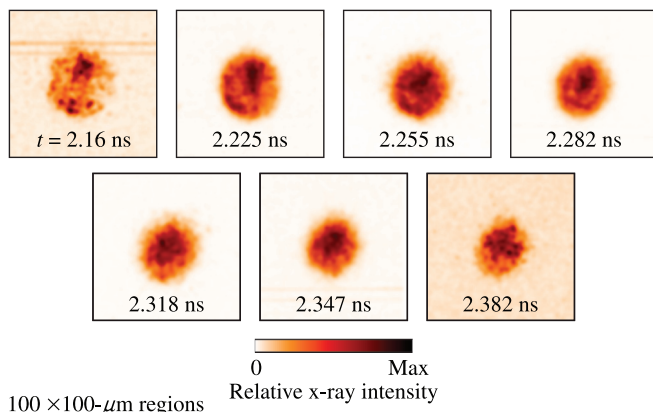 t = 2.16 ns
2.225 ns
2.255 ns
2.282 ns
2.318 ns
2.347 ns
2.382 ns
0 Max
Relative x-ray intensity
100 ×100-μm regions